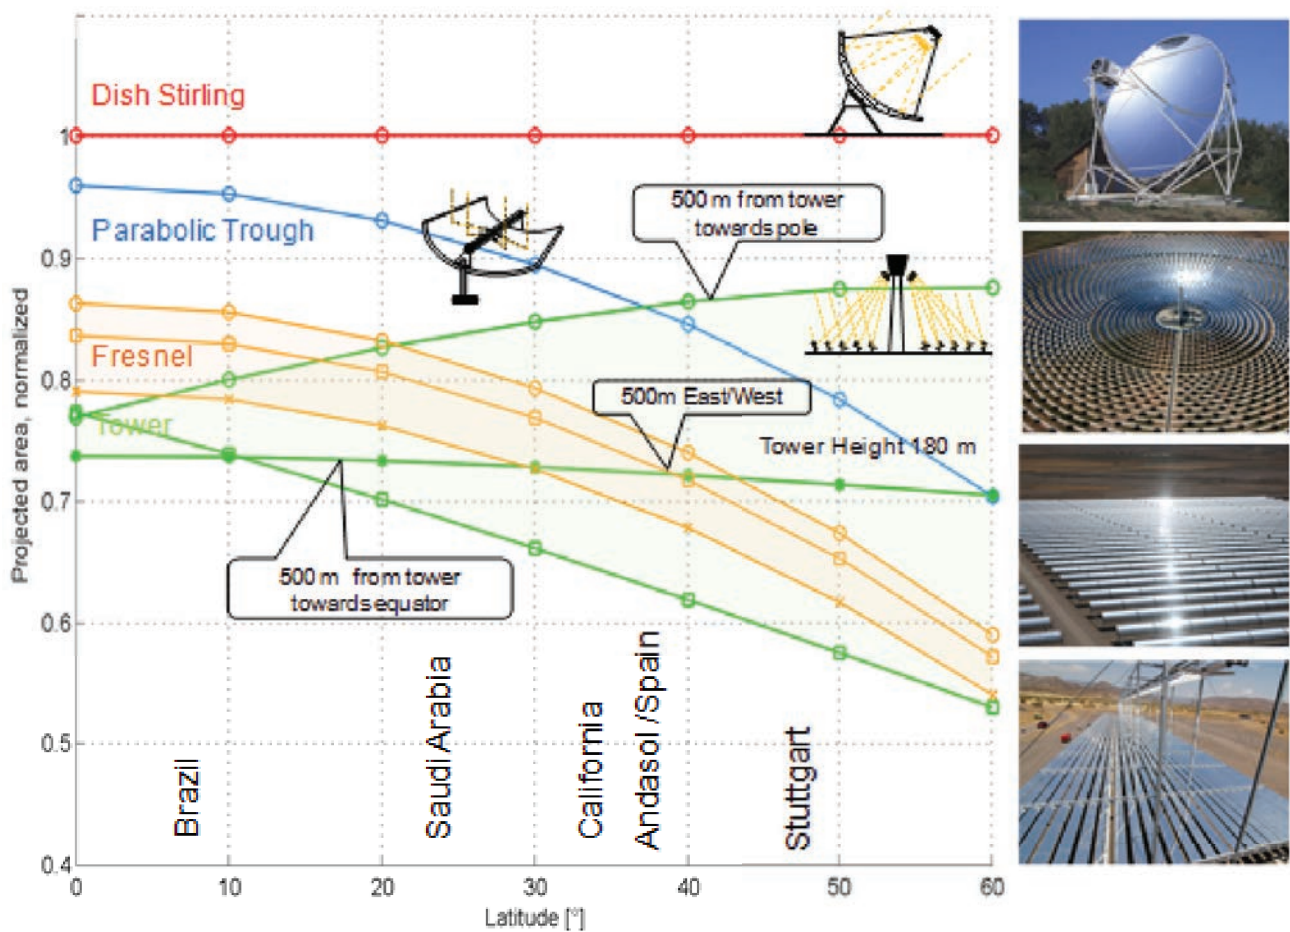 Dish Stirling
Parabolic Trough
Fresnel
Tower
500 m from tower
towards pole
500m East/West
Tower Height 180 m
500 m from tower
towards equator
Brazil
Saudi Arabia
California
Andasol /Spain
Stuttgart
Projected area, normalized
1
0.9
0.8
0.7
0.6
0.5
0.4
0
10
20
30
40
50
60
Latitude [°]